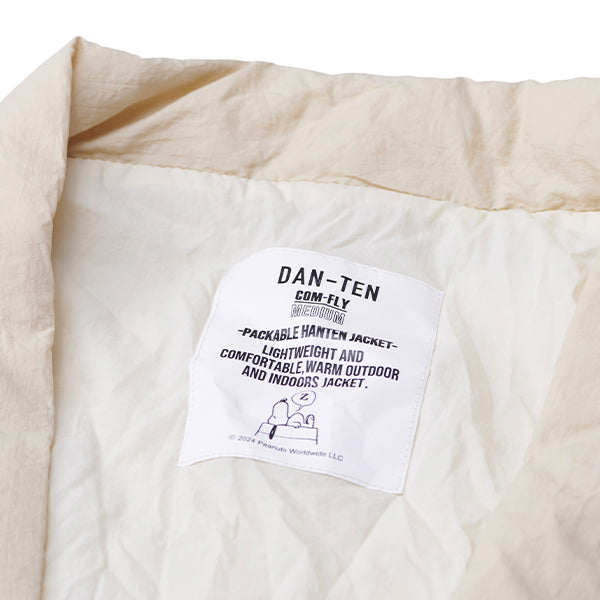 DAN-TEN
COM-FLY
MEDIUM
-PACKABLE HANTEN JACKET-
LIGHTWEIGHT AND
COMFORTABLE, WARM OUTDOOR
AND INDOORS JACKET.
Z
© 2024 Peanuts Worldwide LLC